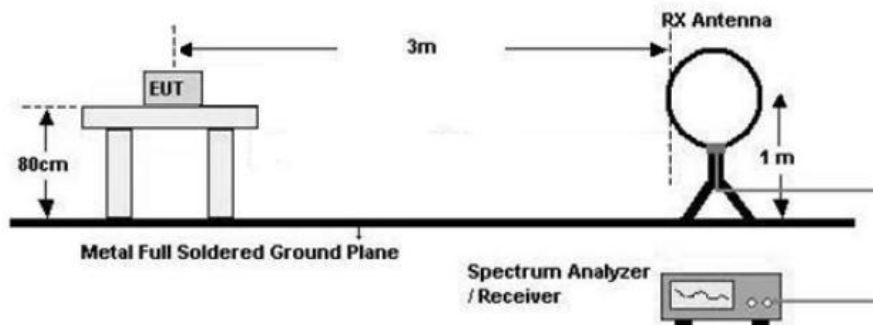 RX Antenna
3m
EUT
80cm
1 m
Metal Full Soldered Ground Plane
Spectrum Analyzer
/ Receiver